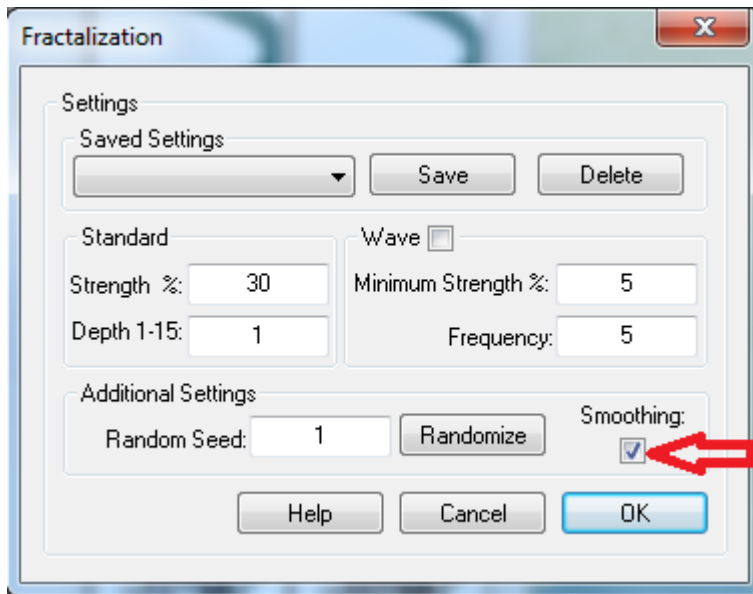 Fractalization
Settings
Saved Settings
Save Delete
Standard
Strength %: 30
Depth 1-15: 1
Wave
Minimum Strength %: 5
Frequency: 5
Additional Settings
Random Seed: 1 Randomize
Smoothing:
Help Cancel OK